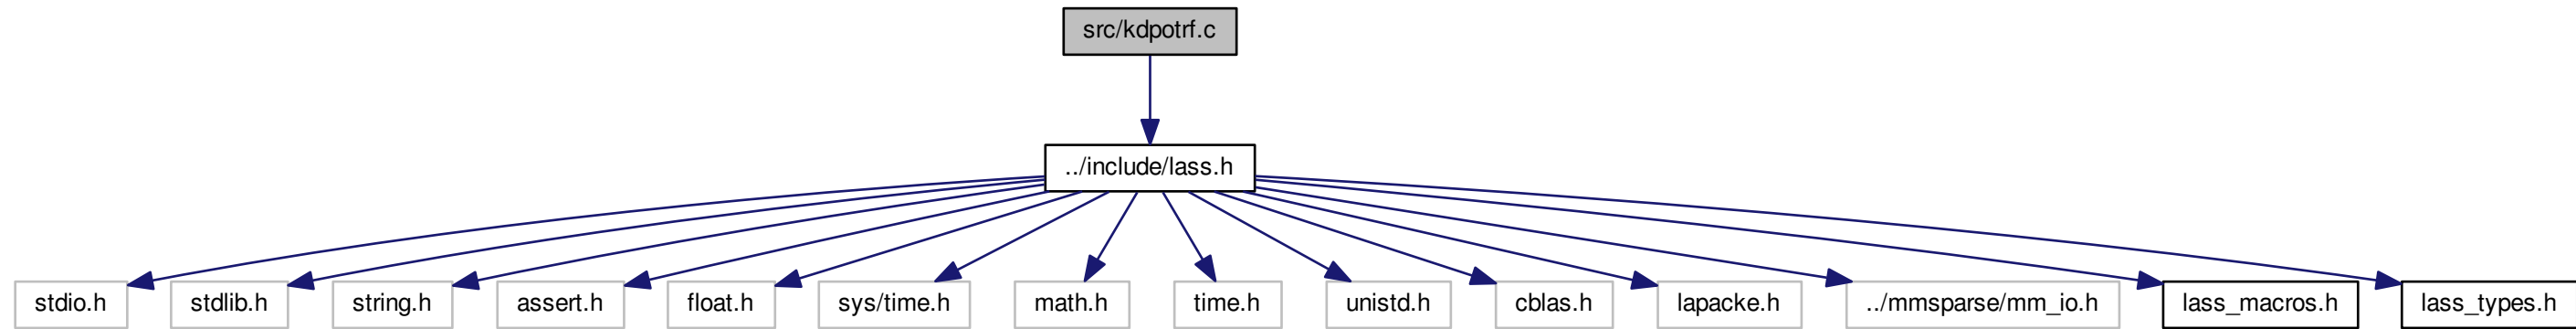 src/kdpotrf.c
../include/lass.h
stdio.h
stdlib.h
string.h
assert.h
float.h
sys/time.h
math.h
time.h
unistd.h
cblas.h
lapacke.h
../mmsparse/mm_io.h
lass_macros.h
lass_types.h